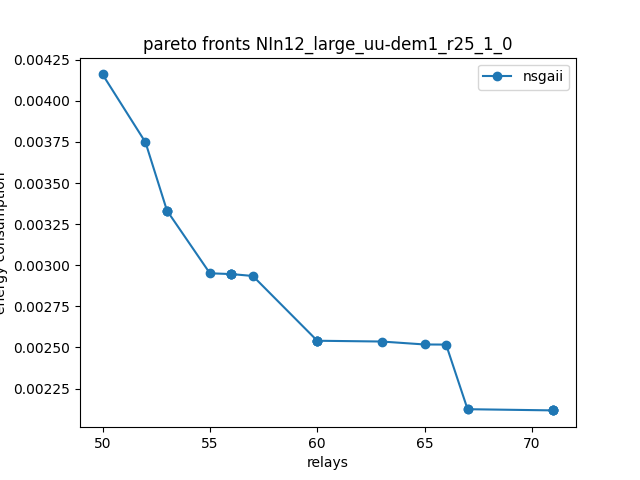 pareto fronts NIn12_large_uu-dem1_r25_1_0
nsgaii
0.00425
0.00400
0.00375
0.00350
0.00325
0.00300
0.00275
0.00250
0.00225
energy consumption
50 55 60 65 70
relays